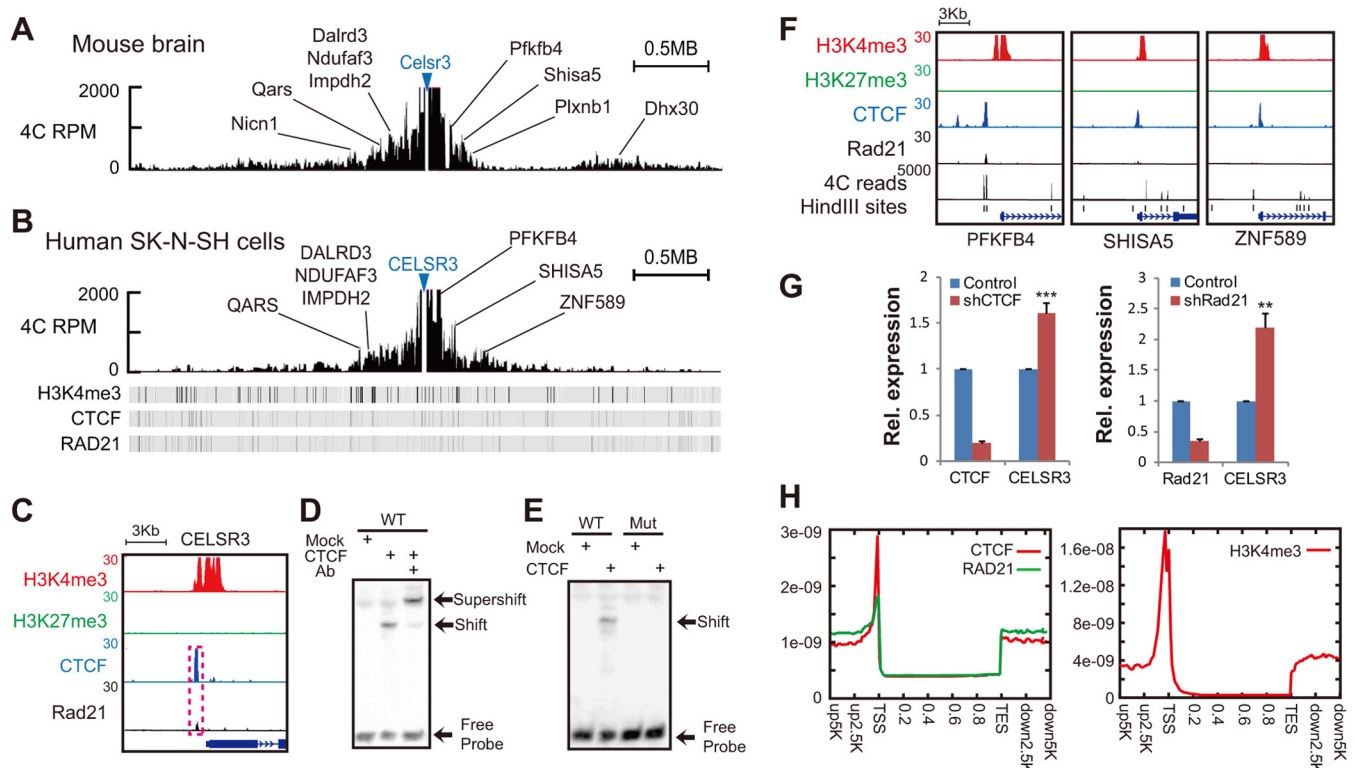 A
Mouse brain
Dalrd3
Ndufaf3
Impdh2
Celsr3
Pfkfb4
Shisa5
Plxnb1
Dhx30
Qars
Nicn1
0.5MB
2000
4C RPM
0
B
Human SK-N-SH cells
DALRD3
NDUFAF3
IMPDH2
CELSR3
PFKFB4
SHISA5
ZNF589
QARS
0.5MB
2000
4C RPM
0
H3K4me3
CTCF
RAD21
C
3Kb
CELSR3
H3K4me3 30
H3K27me3 30
CTCF 30
Rad21 30
D
WT
Mock +
CTCF + +
Ab +
Supershift
Shift
Free
Probe
E
WT Mut
Mock + +
CTCF + +
Shift
Free
Probe
F
3Kb
H3K4me3 30
H3K27me3 30
CTCF 30
Rad21 30
4C reads 5000
HindIII sites
PFKFB4 SHISA5 ZNF589
G
Rel. expression
2
1.5
1
0.5
0
Control
shCTCF
***
CTCF CELSR3
Rel. expression
3
2.5
2
1.5
1
0.5
0
Control
shRad21
**
Rad21 CELSR3
H
3e-09
2e-09
1e-09
0
CTCF
RAD21
up5K up2.5K TSS 0.2 0.4 0.6 0.8 TES down2.5K down5K
1.6e-08
1.2e-08
8e-09
4e-09
0
H3K4me3
up5K up2.5K TSS 0.2 0.4 0.6 0.8 TES down2.5K down5K